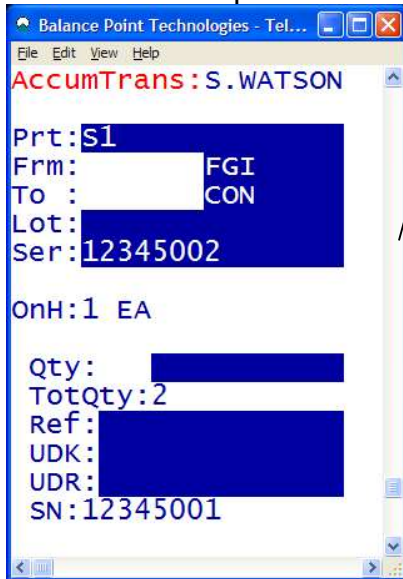 Balance Point Technologies - Tel...
File Edit View Help
AccumTrans:S.WATSON
Prt:S1
Frm: FGI
To : CON
Lot:
Ser:12345002
OnH:1 EA
Qty:
TotQty:2
Ref:
UDK:
UDR:
SN:12345001